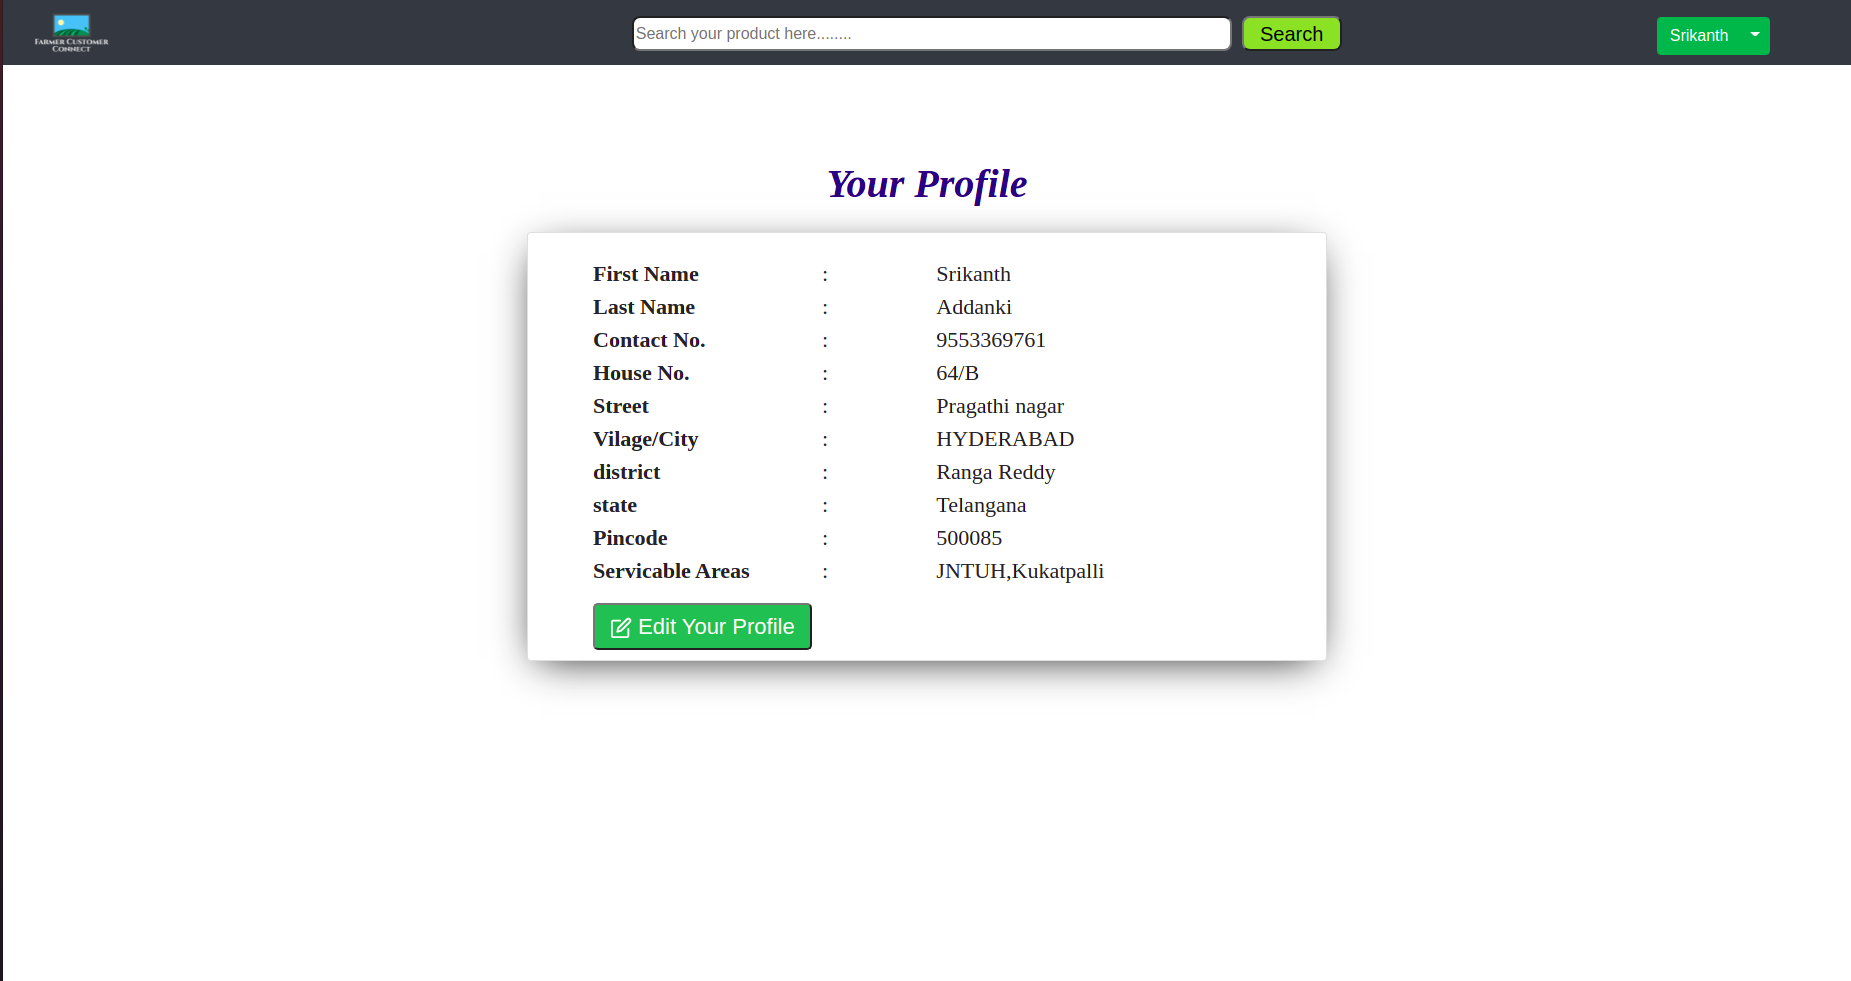 FARMER CUSTOMER
CONNECT
Search your product here........
Search
Srikanth
Your Profile
First Name : Srikanth
Last Name : Addanki
Contact No. : 9553369761
House No. : 64/B
Street : Pragathi nagar
Vilage/City : HYDERABAD
district : Ranga Reddy
state : Telangana
Pincode : 500085
Servicable Areas : JNTUH,Kukatpalli
Edit Your Profile